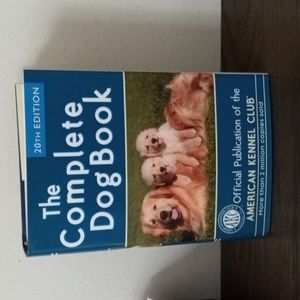 20TH EDITION
The
Complete
Dog Book
AKC
Official Publication of the
AMERICAN KENNEL CLUB®
More than 2 million copies sold